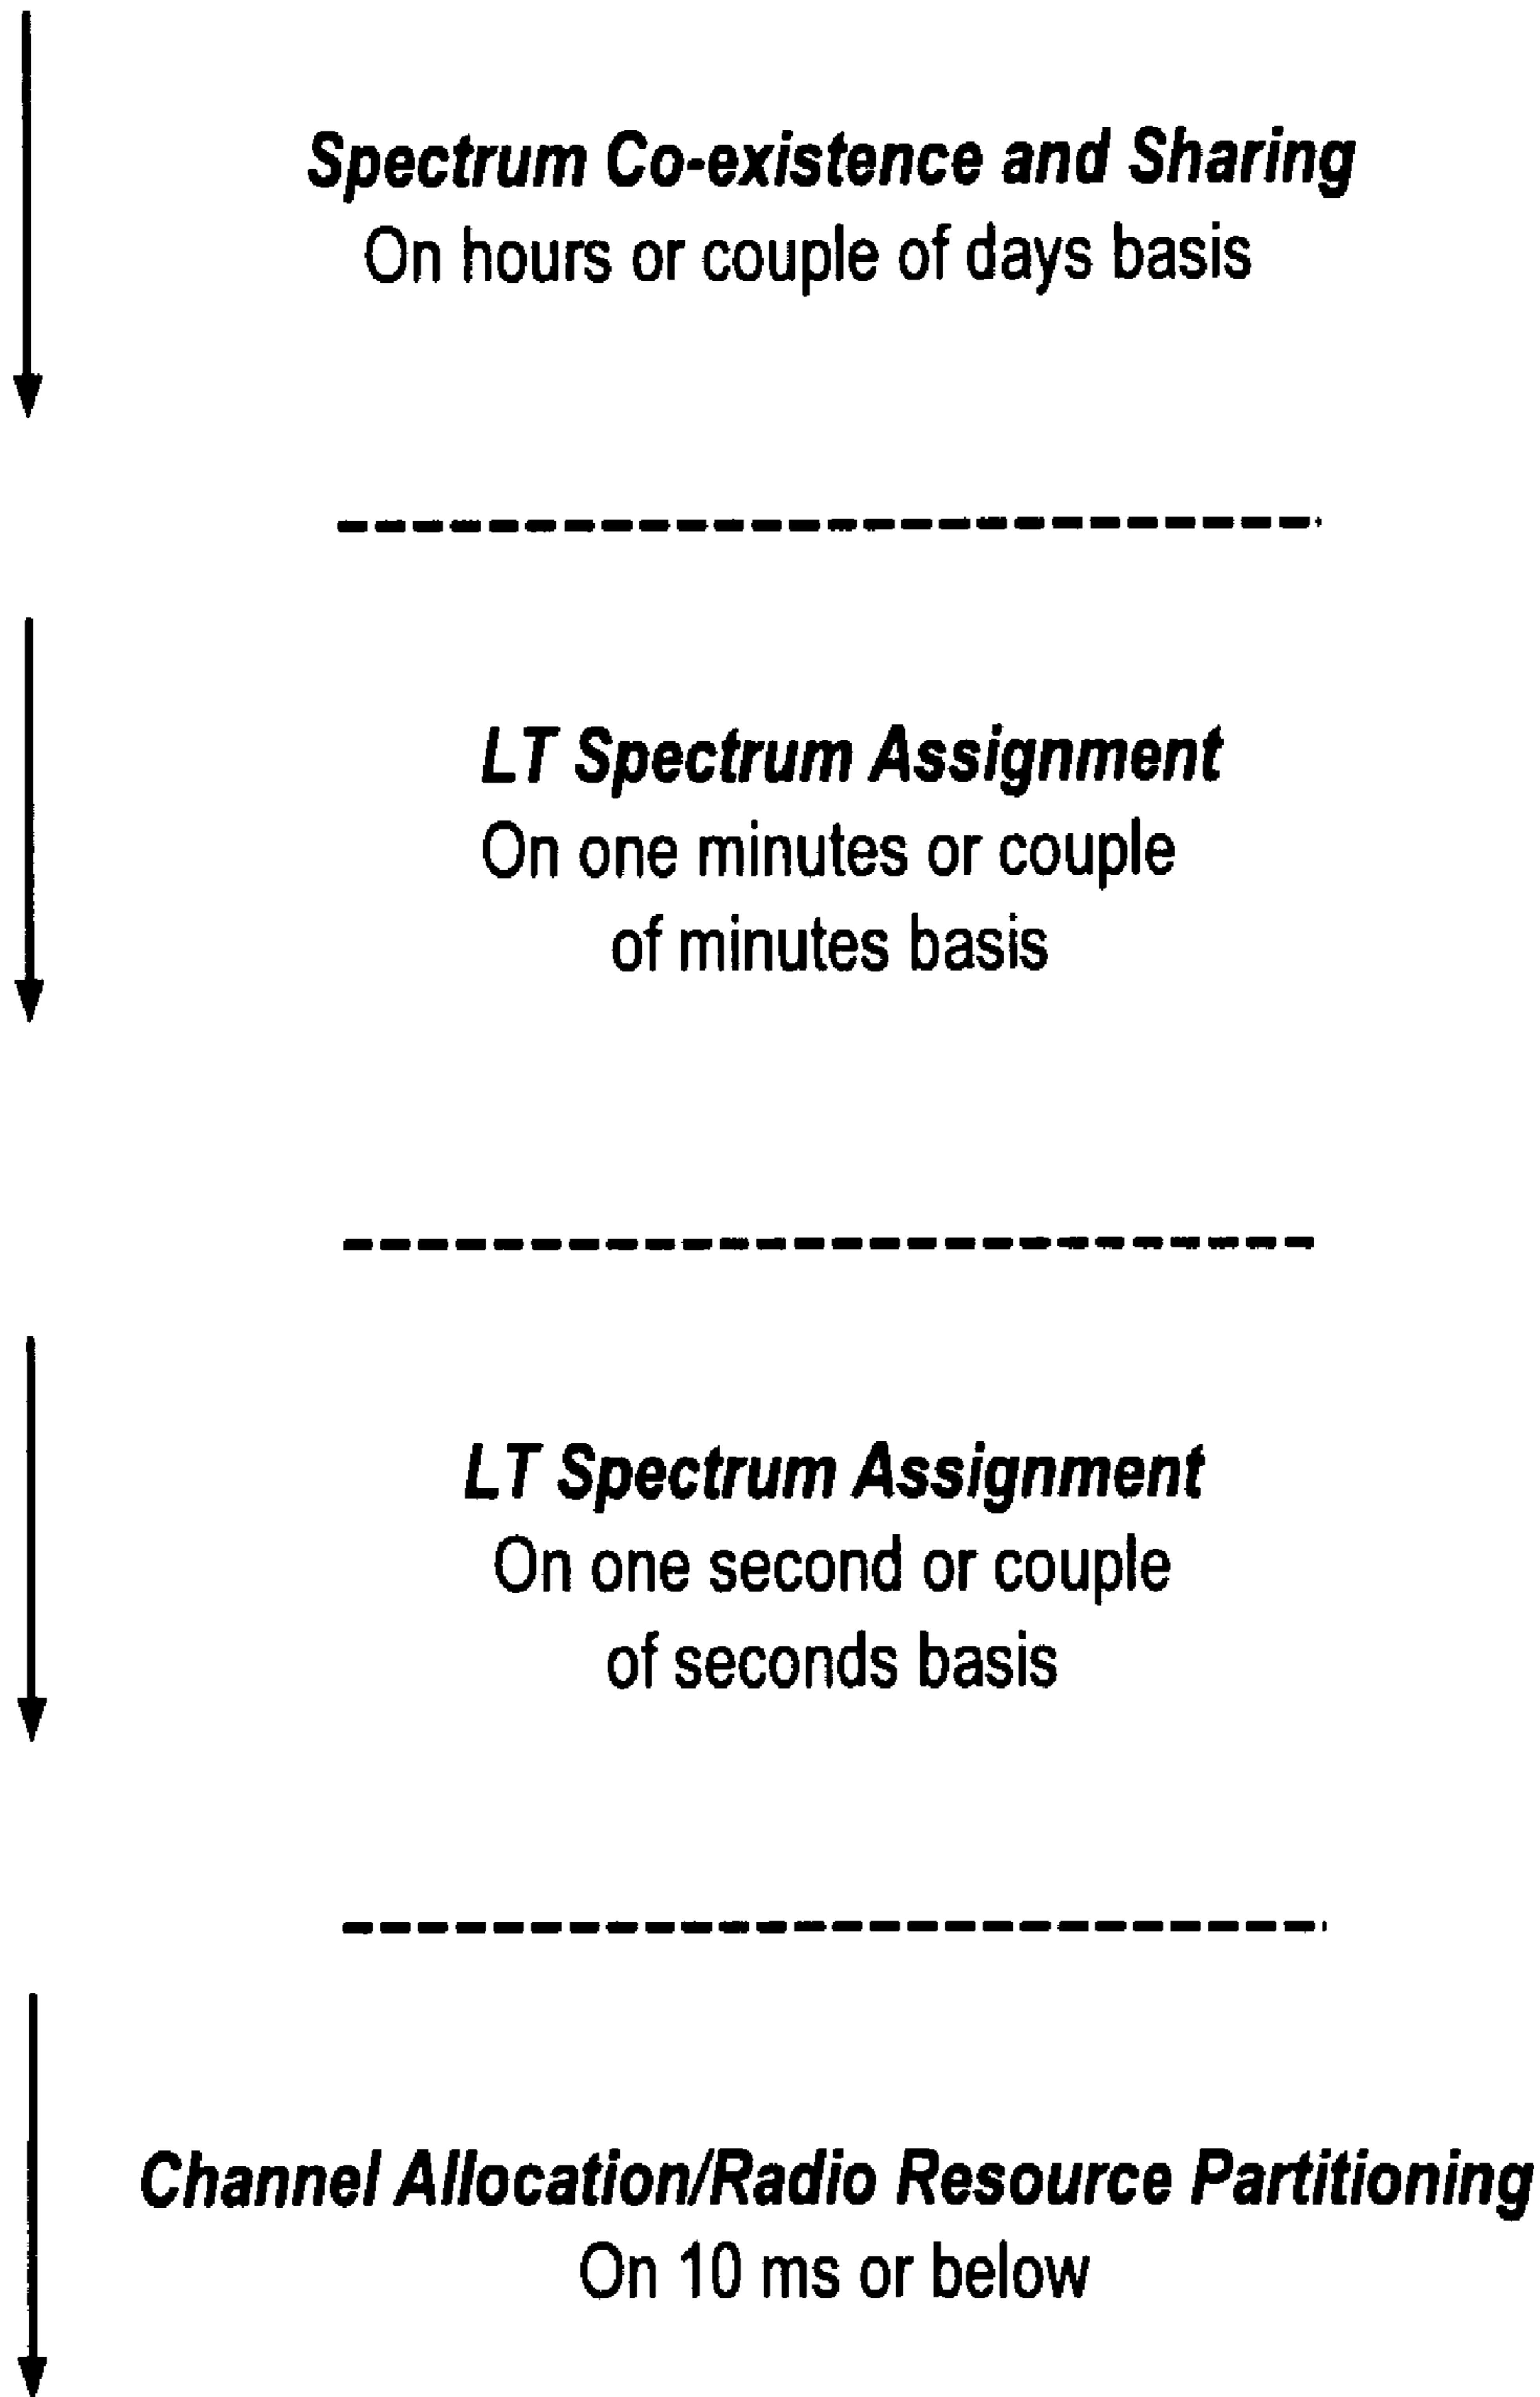 Spectrum Co-existence and Sharing
On hours or couple of days basis
LT Spectrum Assignment
On one minutes or couple
of minutes basis
LT Spectrum Assignment
On one second or couple
of seconds basis
Channel Allocation/Radio Resource Partitioning
On 10 ms or below